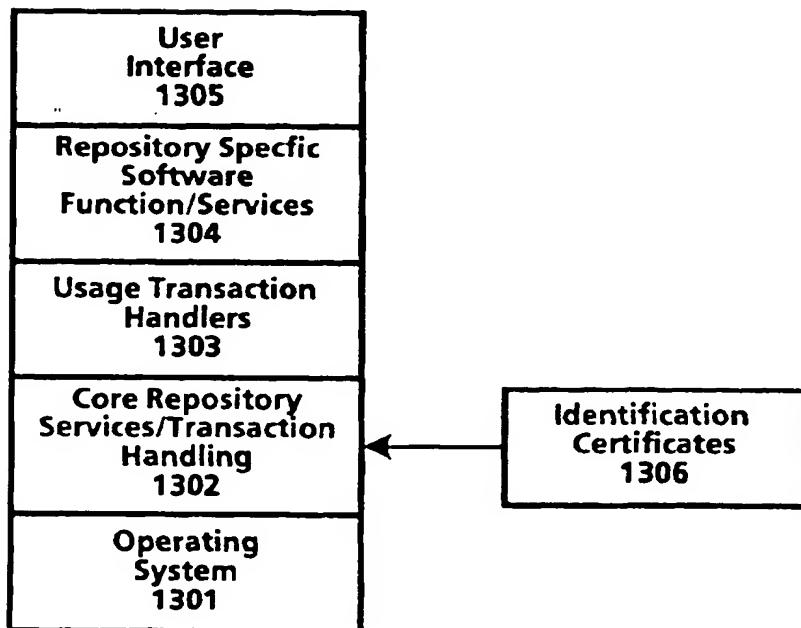 User
Interface
1305
Repository Specfic
Software
Function/Services
1304
Usage Transaction
Handlers
1303
Core Repository
Services/Transaction
Handling
1302
Identification
Certificates
1306
Operating
System
1301